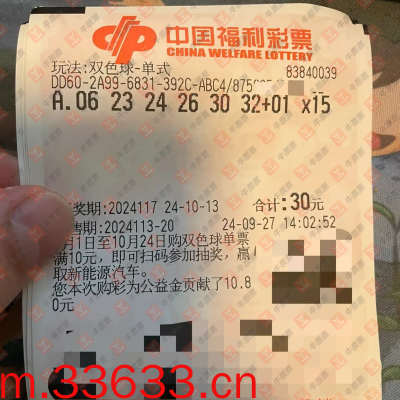 中国福利彩票
CHINA WELFARE LOTTERY
玩法:双色球-单式
83840039
DD60-2A99-6831-392C-ABC4/875
A.06 23 24 26 30 32+01 x15
奖期:2024117 24-10-13
合计:30元
售期:2024113-20
24-09-27 14:02:52
月1日至10月24日购双色球单票
满10元,即可扫码参加抽奖,赢
取新能源汽车。
您本次购彩为公益金贡献了10.8
0元
m.33633.cn